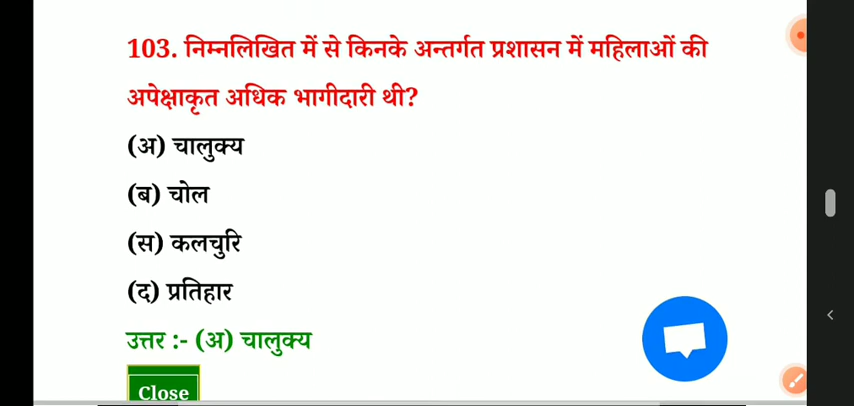 103. निम्नलिखित में से किनके अन्तर्गत प्रशासन में महिलाओं की
अपेक्षाकृत अधिक भागीदारी थी?
(अ) चालुक्य
(ब) चोल
(स) कलचुरि
(द) प्रतिहार
उत्तर :- (अ) चालुक्य
Close